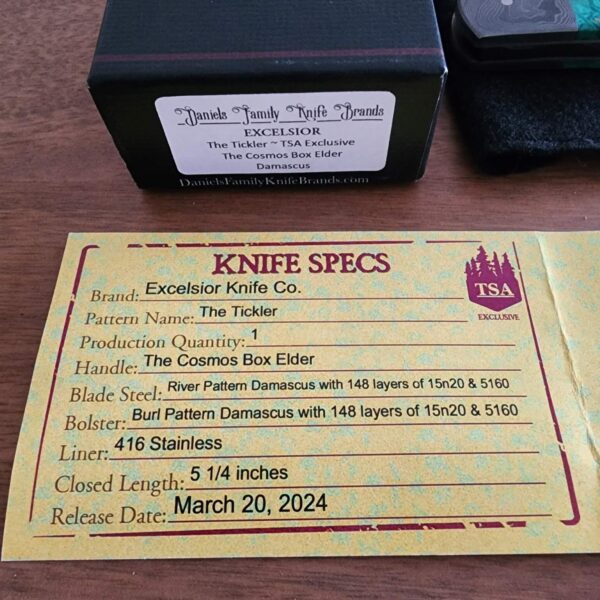 Daniels Family Knife Brands
EXCELSIOR
The Tickler ~ TSA Exclusive
The Cosmos Box Elder
Damascus
DanielsFamilyKnifeBrands.com
KNIFE SPECS
TSA
EXCLUSIVE
Brand: Excelsior Knife Co.
Pattern Name: The Tickler
Production Quantity: 1
Handle: The Cosmos Box Elder
Blade Steel: River Pattern Damascus with 148 layers of 15n20 & 5160
Bolster: Burl Pattern Damascus with 148 layers of 15n20 & 5160
Liner: 416 Stainless
Closed Length: 5 1/4 inches
Release Date: March 20, 2024